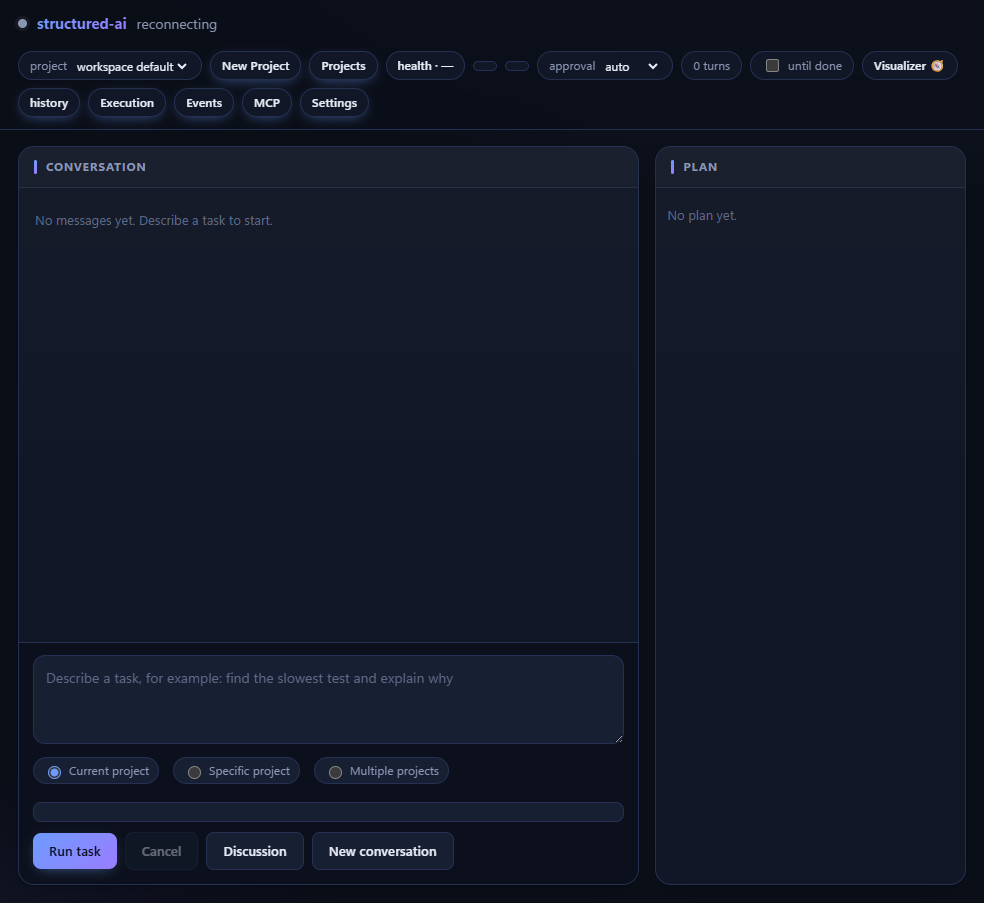 structured-ai reconnecting
project workspace default New Project Projects health · — approval auto 0 turns until done Visualizer 🧭
history Execution Events MCP Settings
CONVERSATION
No messages yet. Describe a task to start.
PLAN
No plan yet.
Describe a task, for example: find the slowest test and explain why
Current project Specific project Multiple projects
Run task Cancel Discussion New conversation